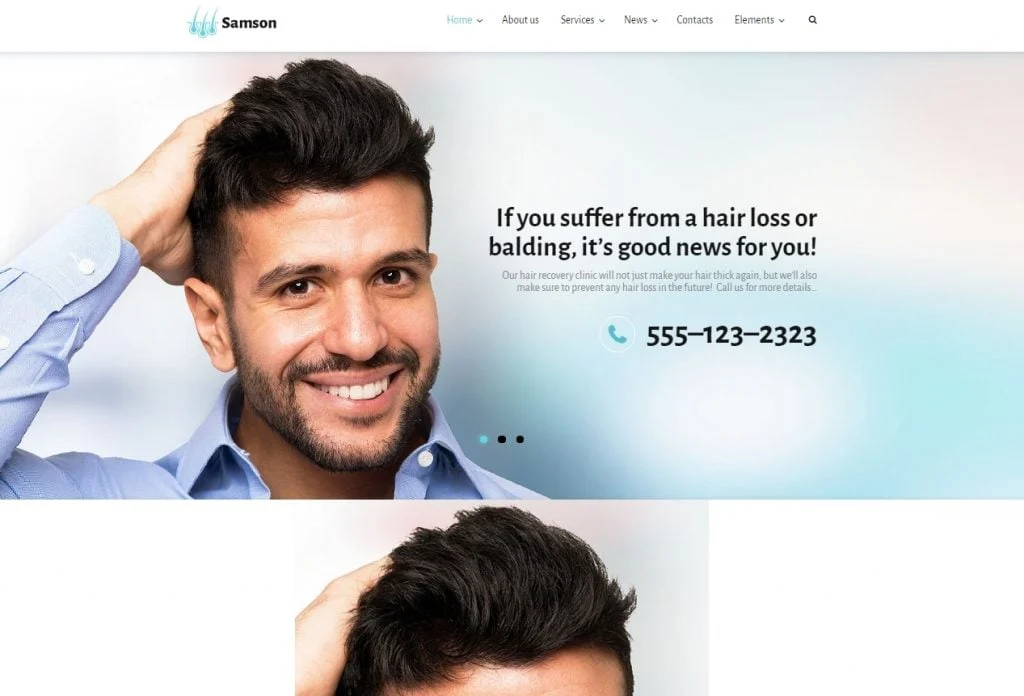 Samson
Home About us Services News Contacts Elements
If you suffer from a hair loss or
balding, it's good news for you!
Our hair recovery clinic will not just make your hair thick again, but we'll also
make sure to prevent any hair loss in the future! Call us for more details...
555–123–2323